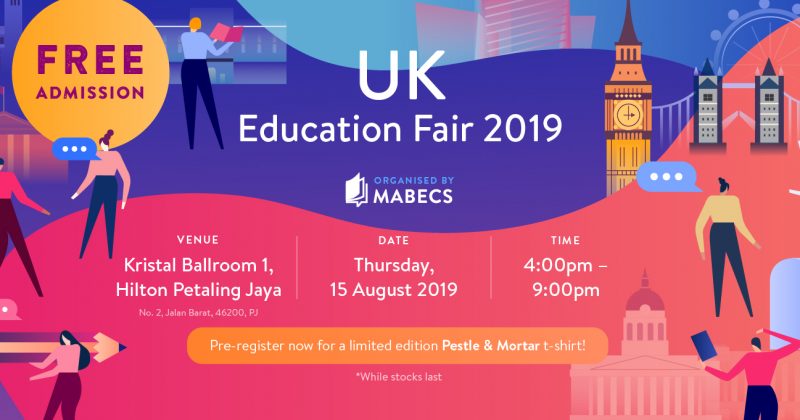 FREE
ADMISSION
UK
Education Fair 2019
ORGANISED BY
MABECS
VENUE
Kristal Ballroom 1,
Hilton Petaling Jaya
No. 2, Jalan Barat, 46200, PJ
DATE
Thursday,
15 August 2019
TIME
4:00pm –
9:00pm
Pre-register now for a limited edition Pestle & Mortar t-shirt!
*While stocks last